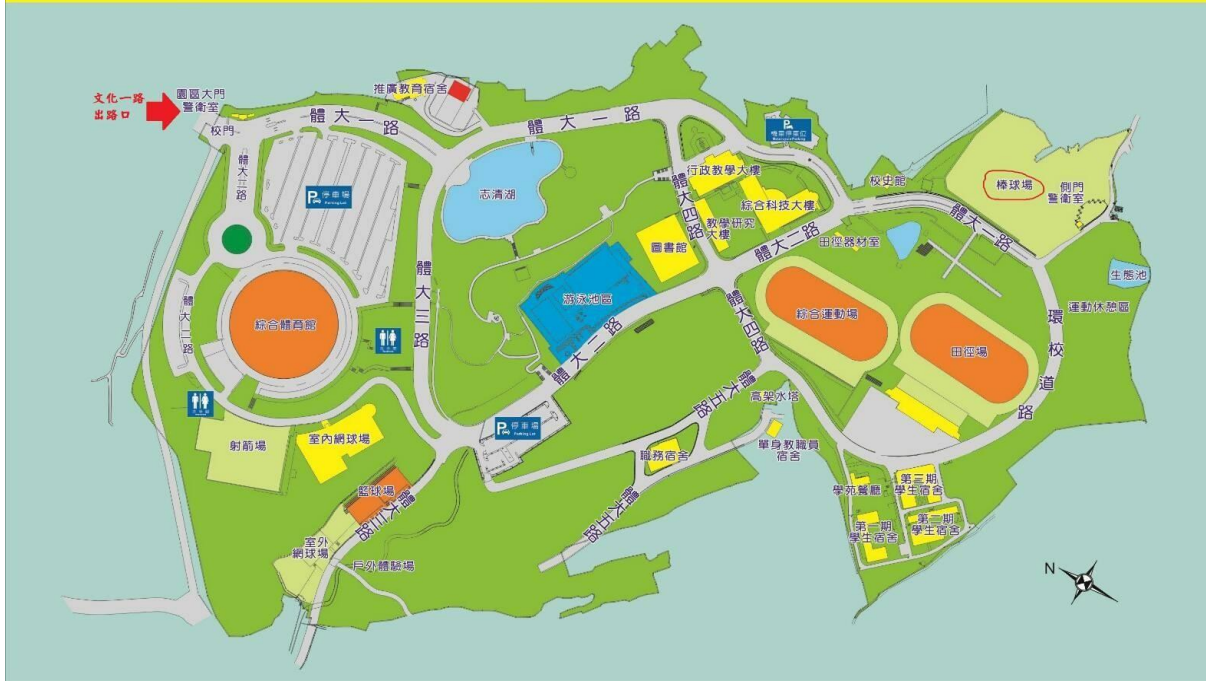 文化一路
出路口
園區大門
警衛室
校門
推廣教育宿舍
體大一路
體大一路
P 停車場
Parking Lot
志清湖
體大二路
體大三路
綜合體育館
體大二路
射箭場
室內網球場
籃球場
體大三路
室外
網球場
戶外體驗場
P 停車場
Parking Lot
游泳池區
圖書館
體大四路
行政教學大樓
教學研究
大樓
綜合科技大樓
機車停車位
校史館
棒球場
側門
警衛室
體大一路
體大二路
體大二路
田徑器材室
生態池
運動休憩區
環校道路
綜合運動場
田徑場
體大四路
體大五路
高架水塔
單身教職員
宿舍
職務宿舍
體大五路
學苑餐廳
第三期
學生宿舍
第一期
學生宿舍
第二期
學生宿舍
N